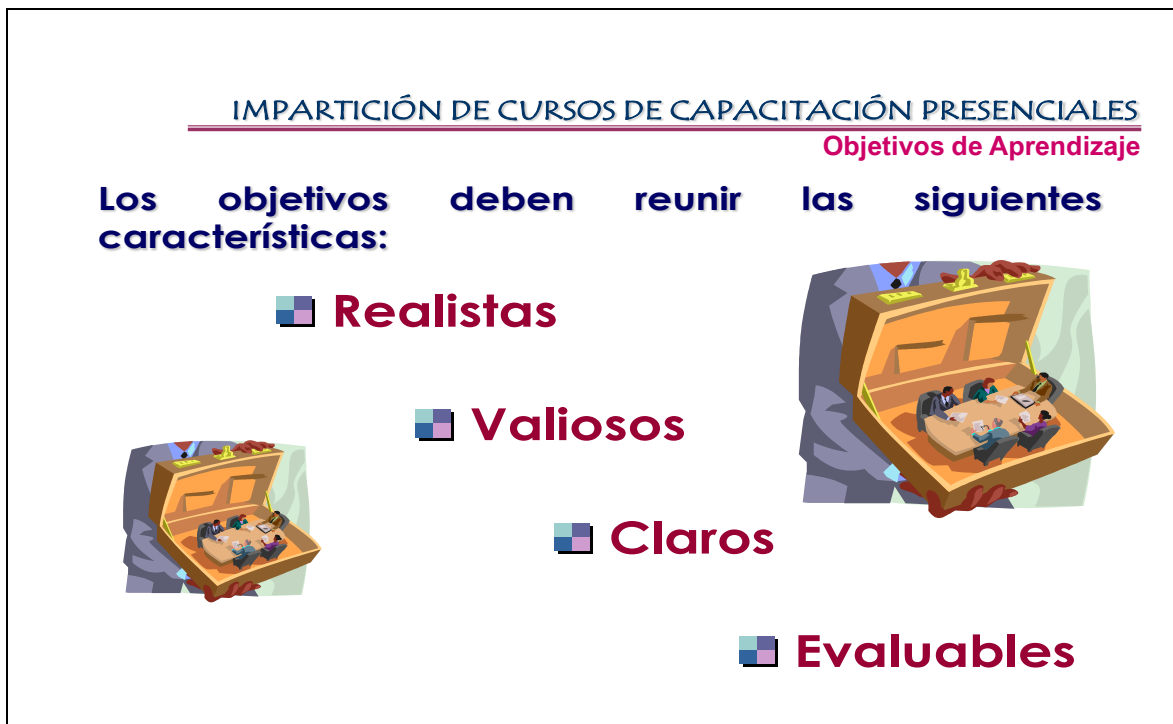 IMPARTICIÓN DE CURSOS DE CAPACITACIÓN PRESENCIALES
Objetivos de Aprendizaje
Los objetivos deben reunir las siguientes
características:
Realistas
Valiosos
Claros
Evaluables